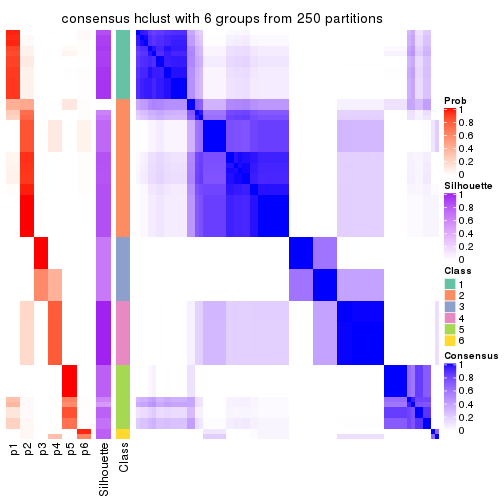 consensus hclust with 6 groups from 250 partitions
Prob
1
0.8
0.6
0.4
0.2
0
Silhouette
1
0.8
0.6
0.4
0.2
0
Class
1
2
3
4
5
6
Consensus
1
0.8
0.6
0.4
0.2
0
p1
p2
p3
p4
p5
p6
Silhouette
Class